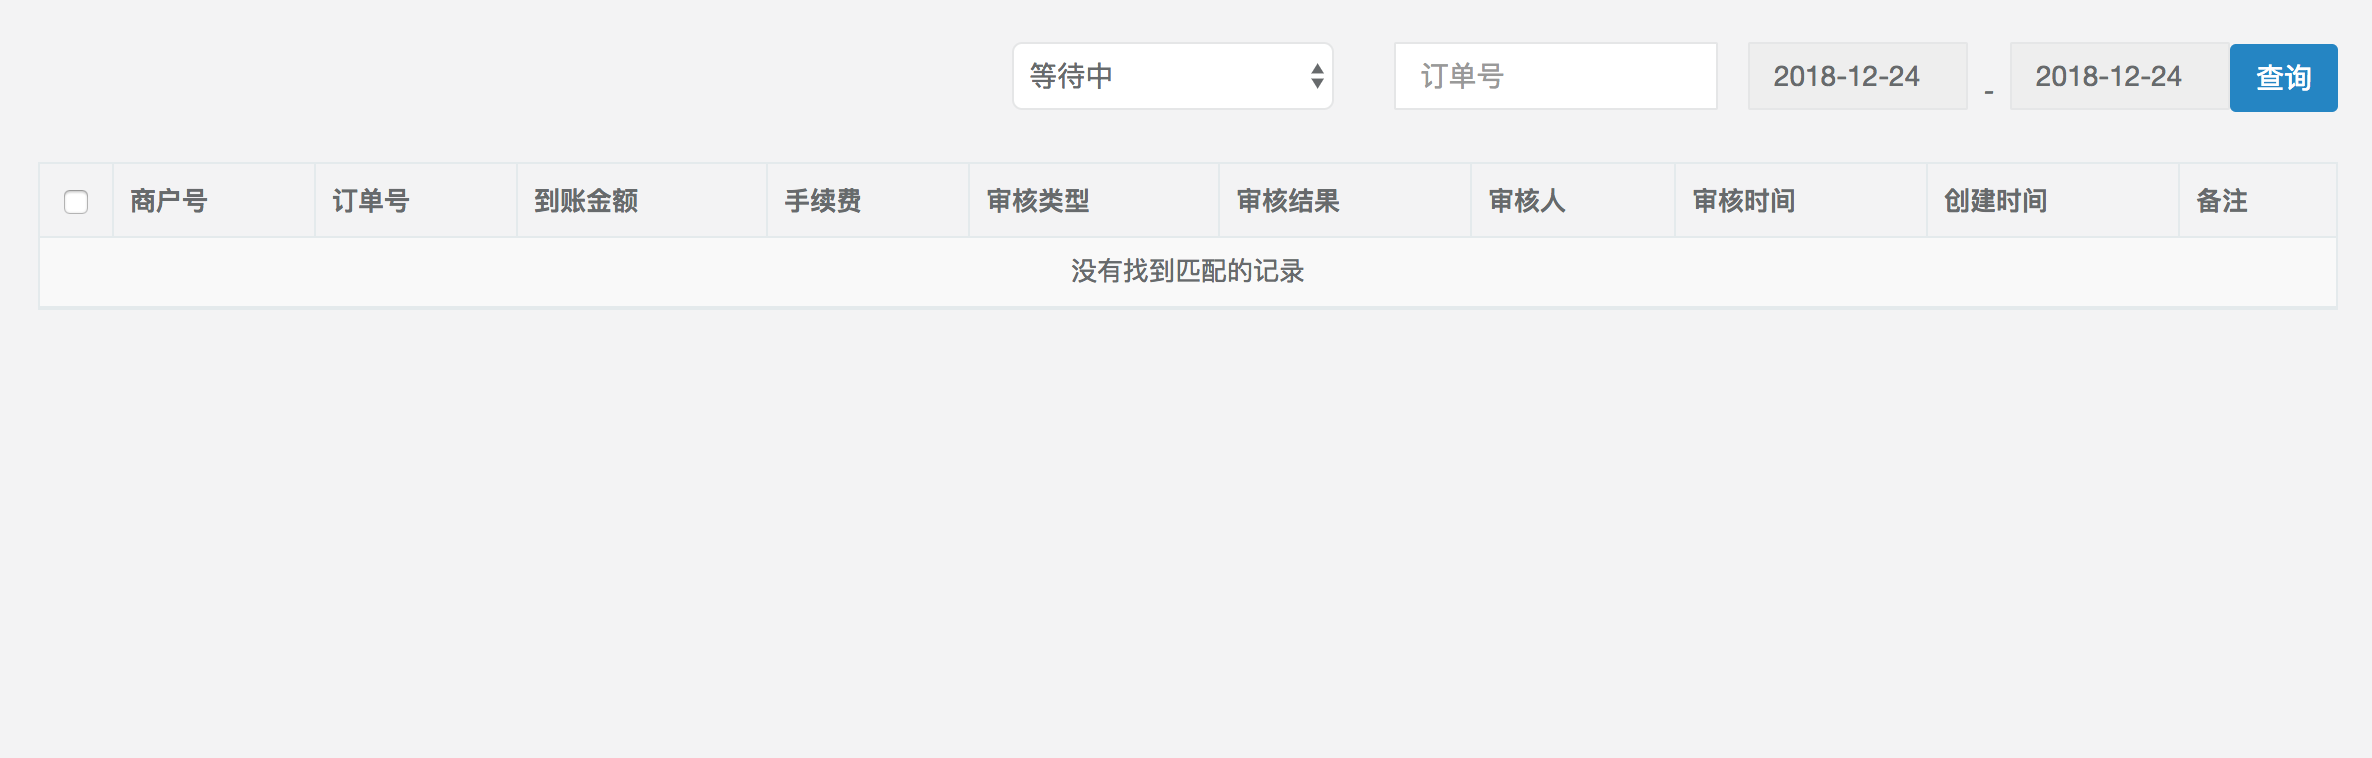 等待中 订单号 2018-12-24 - 2018-12-24 查询
商户号 订单号 到账金额 手续费 审核类型 审核结果 审核人 审核时间 创建时间 备注
没有找到匹配的记录